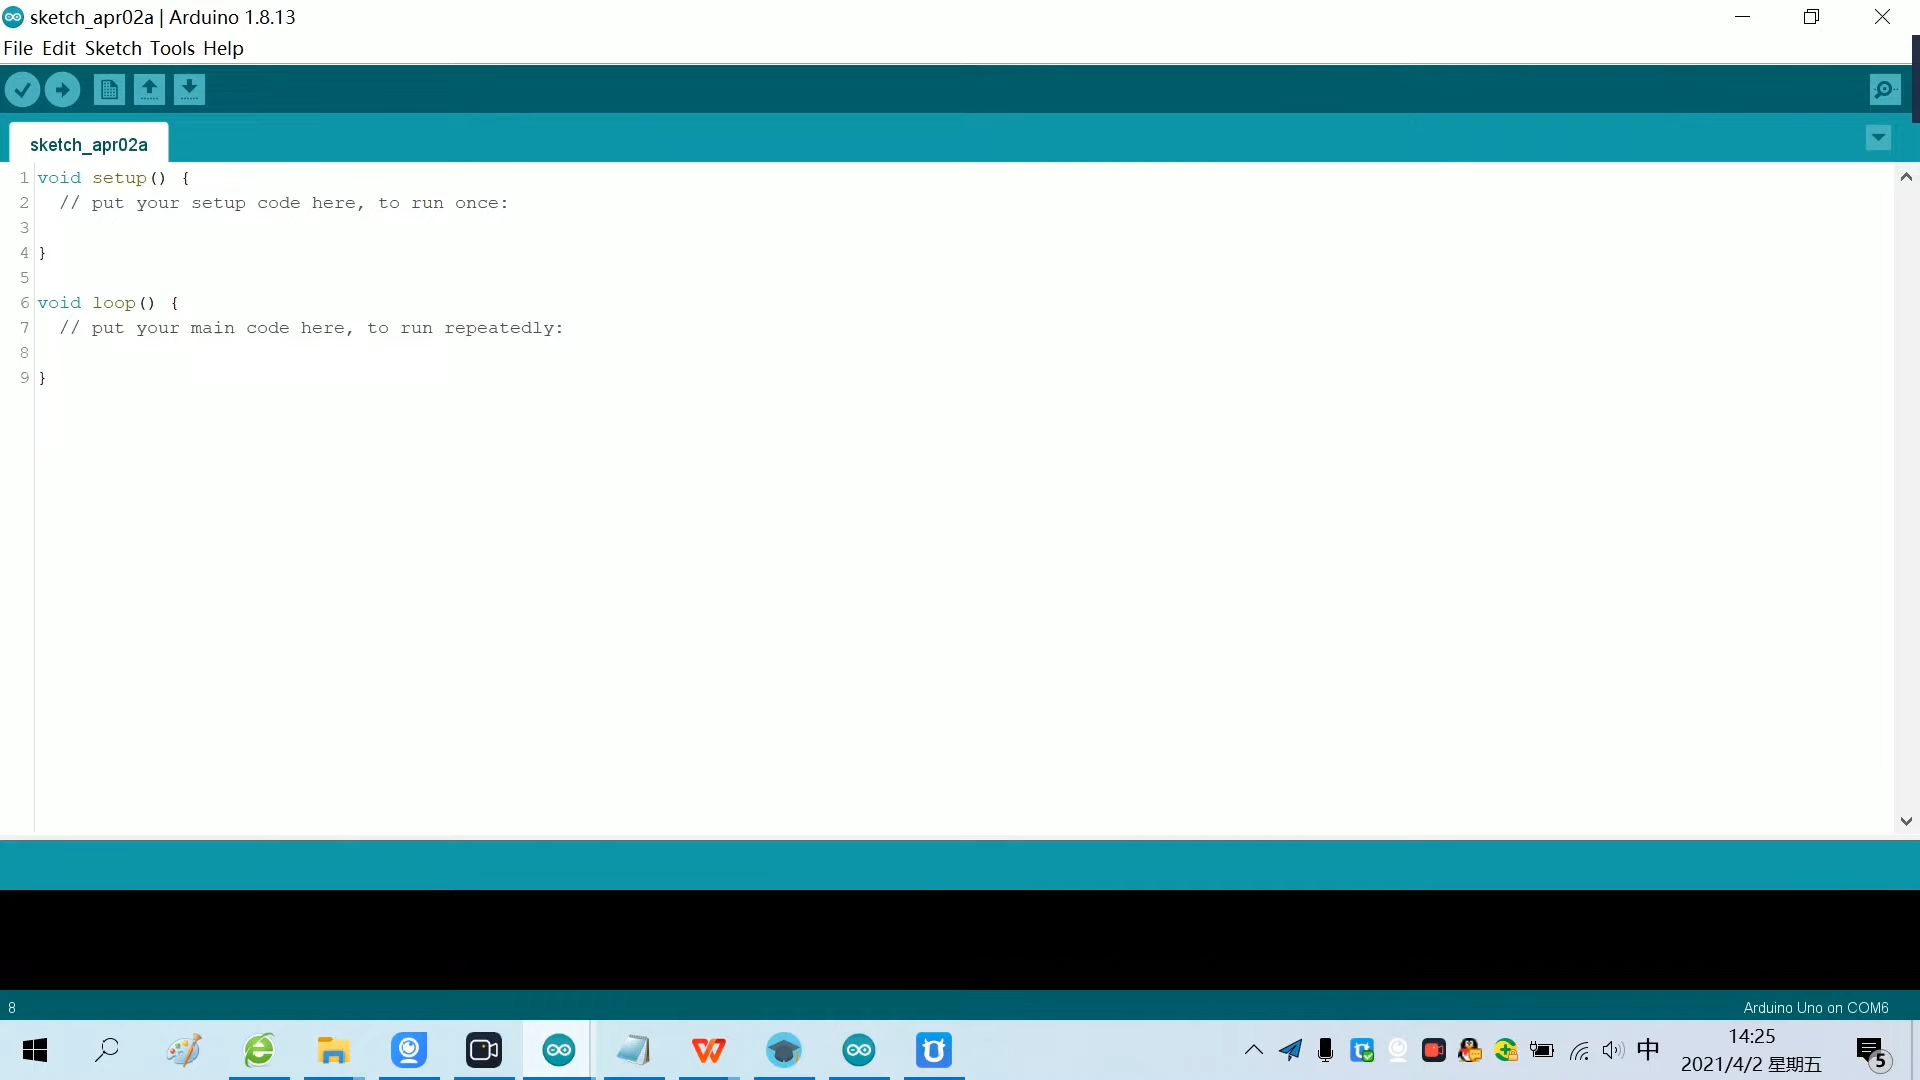 sketch_apr02a | Arduino 1.8.13
File Edit Sketch Tools Help
sketch_apr02a
1 void setup() {
2   // put your setup code here, to run once:
3
4 }
5
6 void loop() {
7   // put your main code here, to run repeatedly:
8
9 }
8
Arduino Uno on COM6
中
14:25
2021/4/2 星期五
5